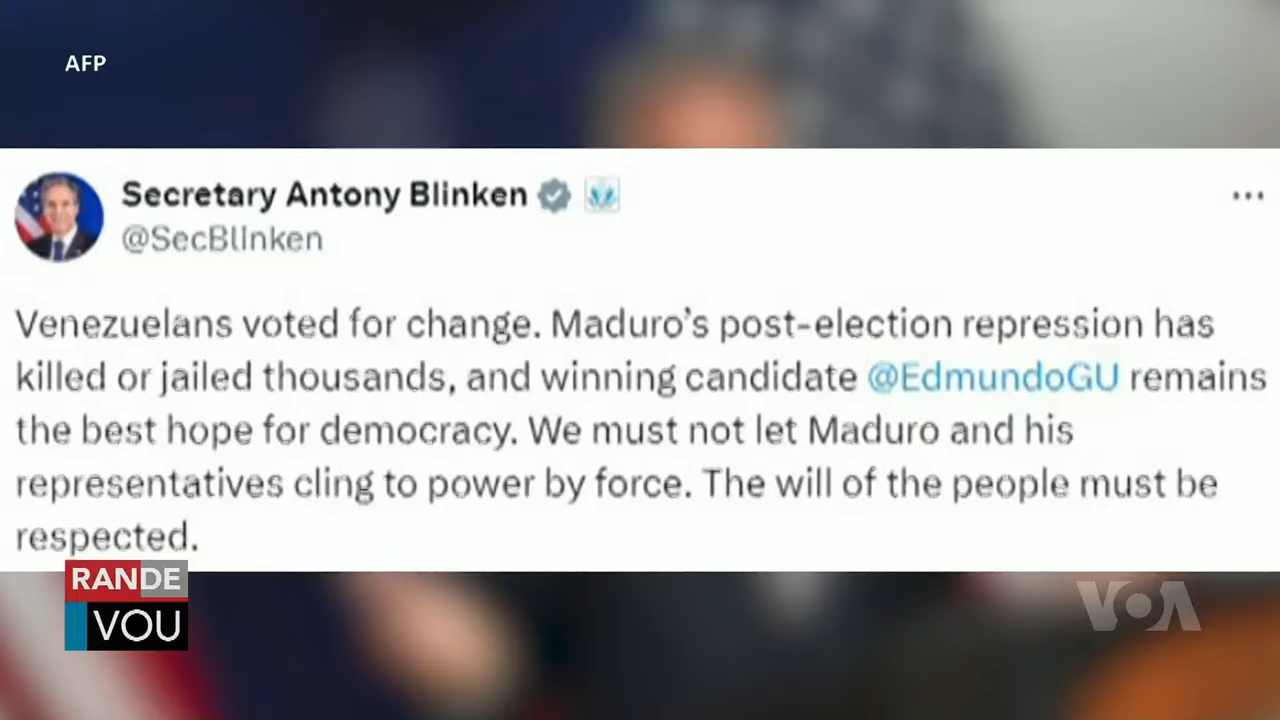 AFP
Secretary Antony Blinken
@SecBlinken
Venezuelans voted for change. Maduro’s post-election repression has
killed or jailed thousands, and winning candidate @EdmundoGU remains
the best hope for democracy. We must not let Maduro and his
representatives cling to power by force. The will of the people must be
respected.
RANDE
VOU
VOA